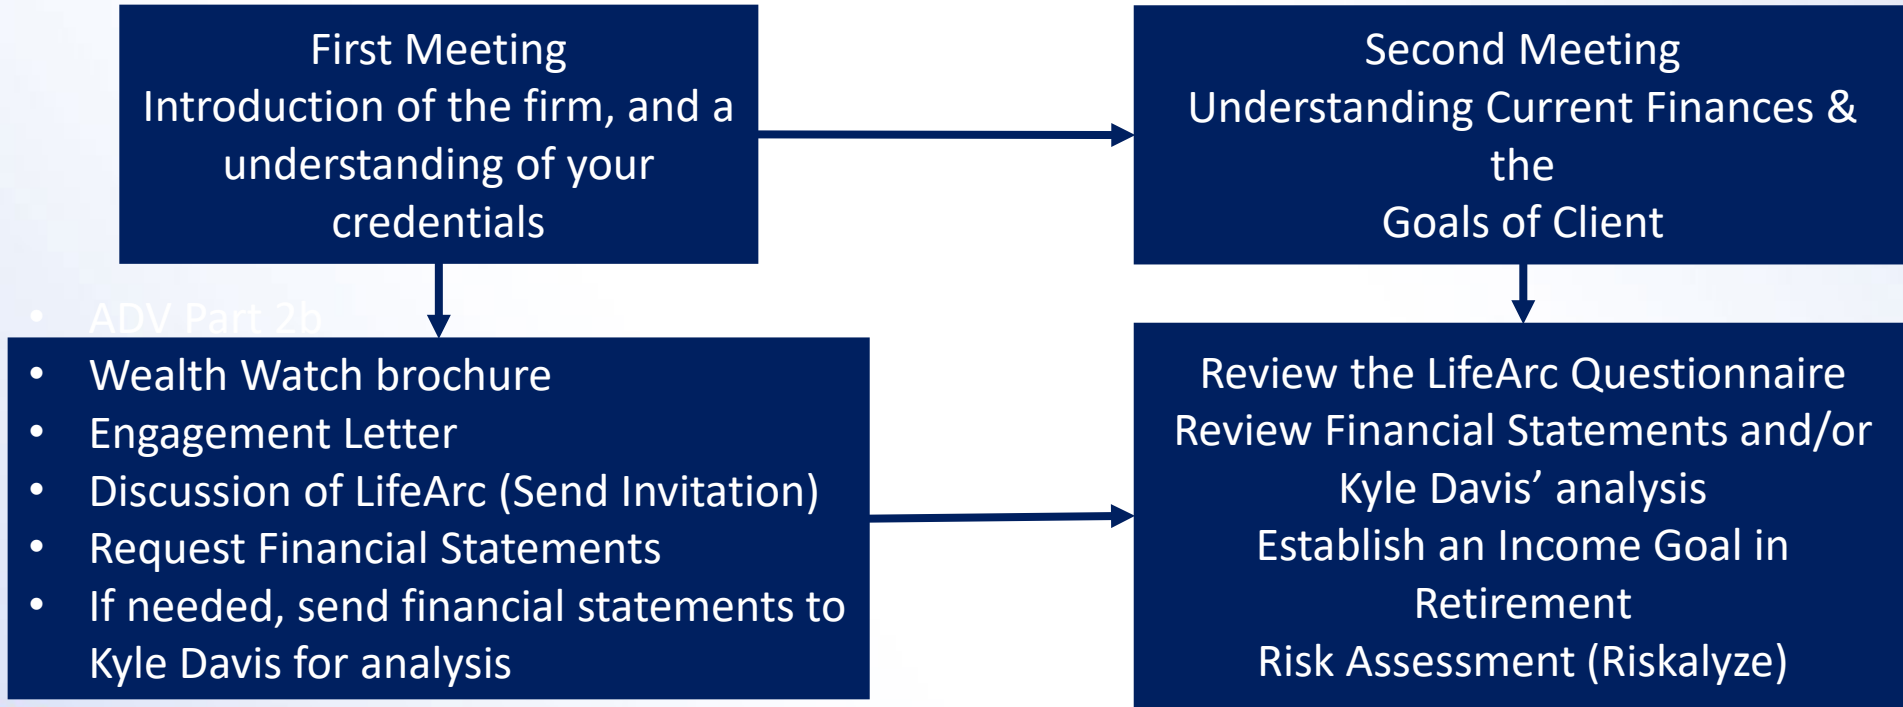 First Meeting
Introduction of the firm, and a
understanding of your
credentials
• ADV Part 2b
• Wealth Watch brochure
• Engagement Letter
• Discussion of LifeArc (Send Invitation)
• Request Financial Statements
• If needed, send financial statements to
Kyle Davis for analysis
Second Meeting
Understanding Current Finances &
the
Goals of Client
Review the LifeArc Questionnaire
Review Financial Statements and/or
Kyle Davis’ analysis
Establish an Income Goal in
Retirement
Risk Assessment (Riskalyze)